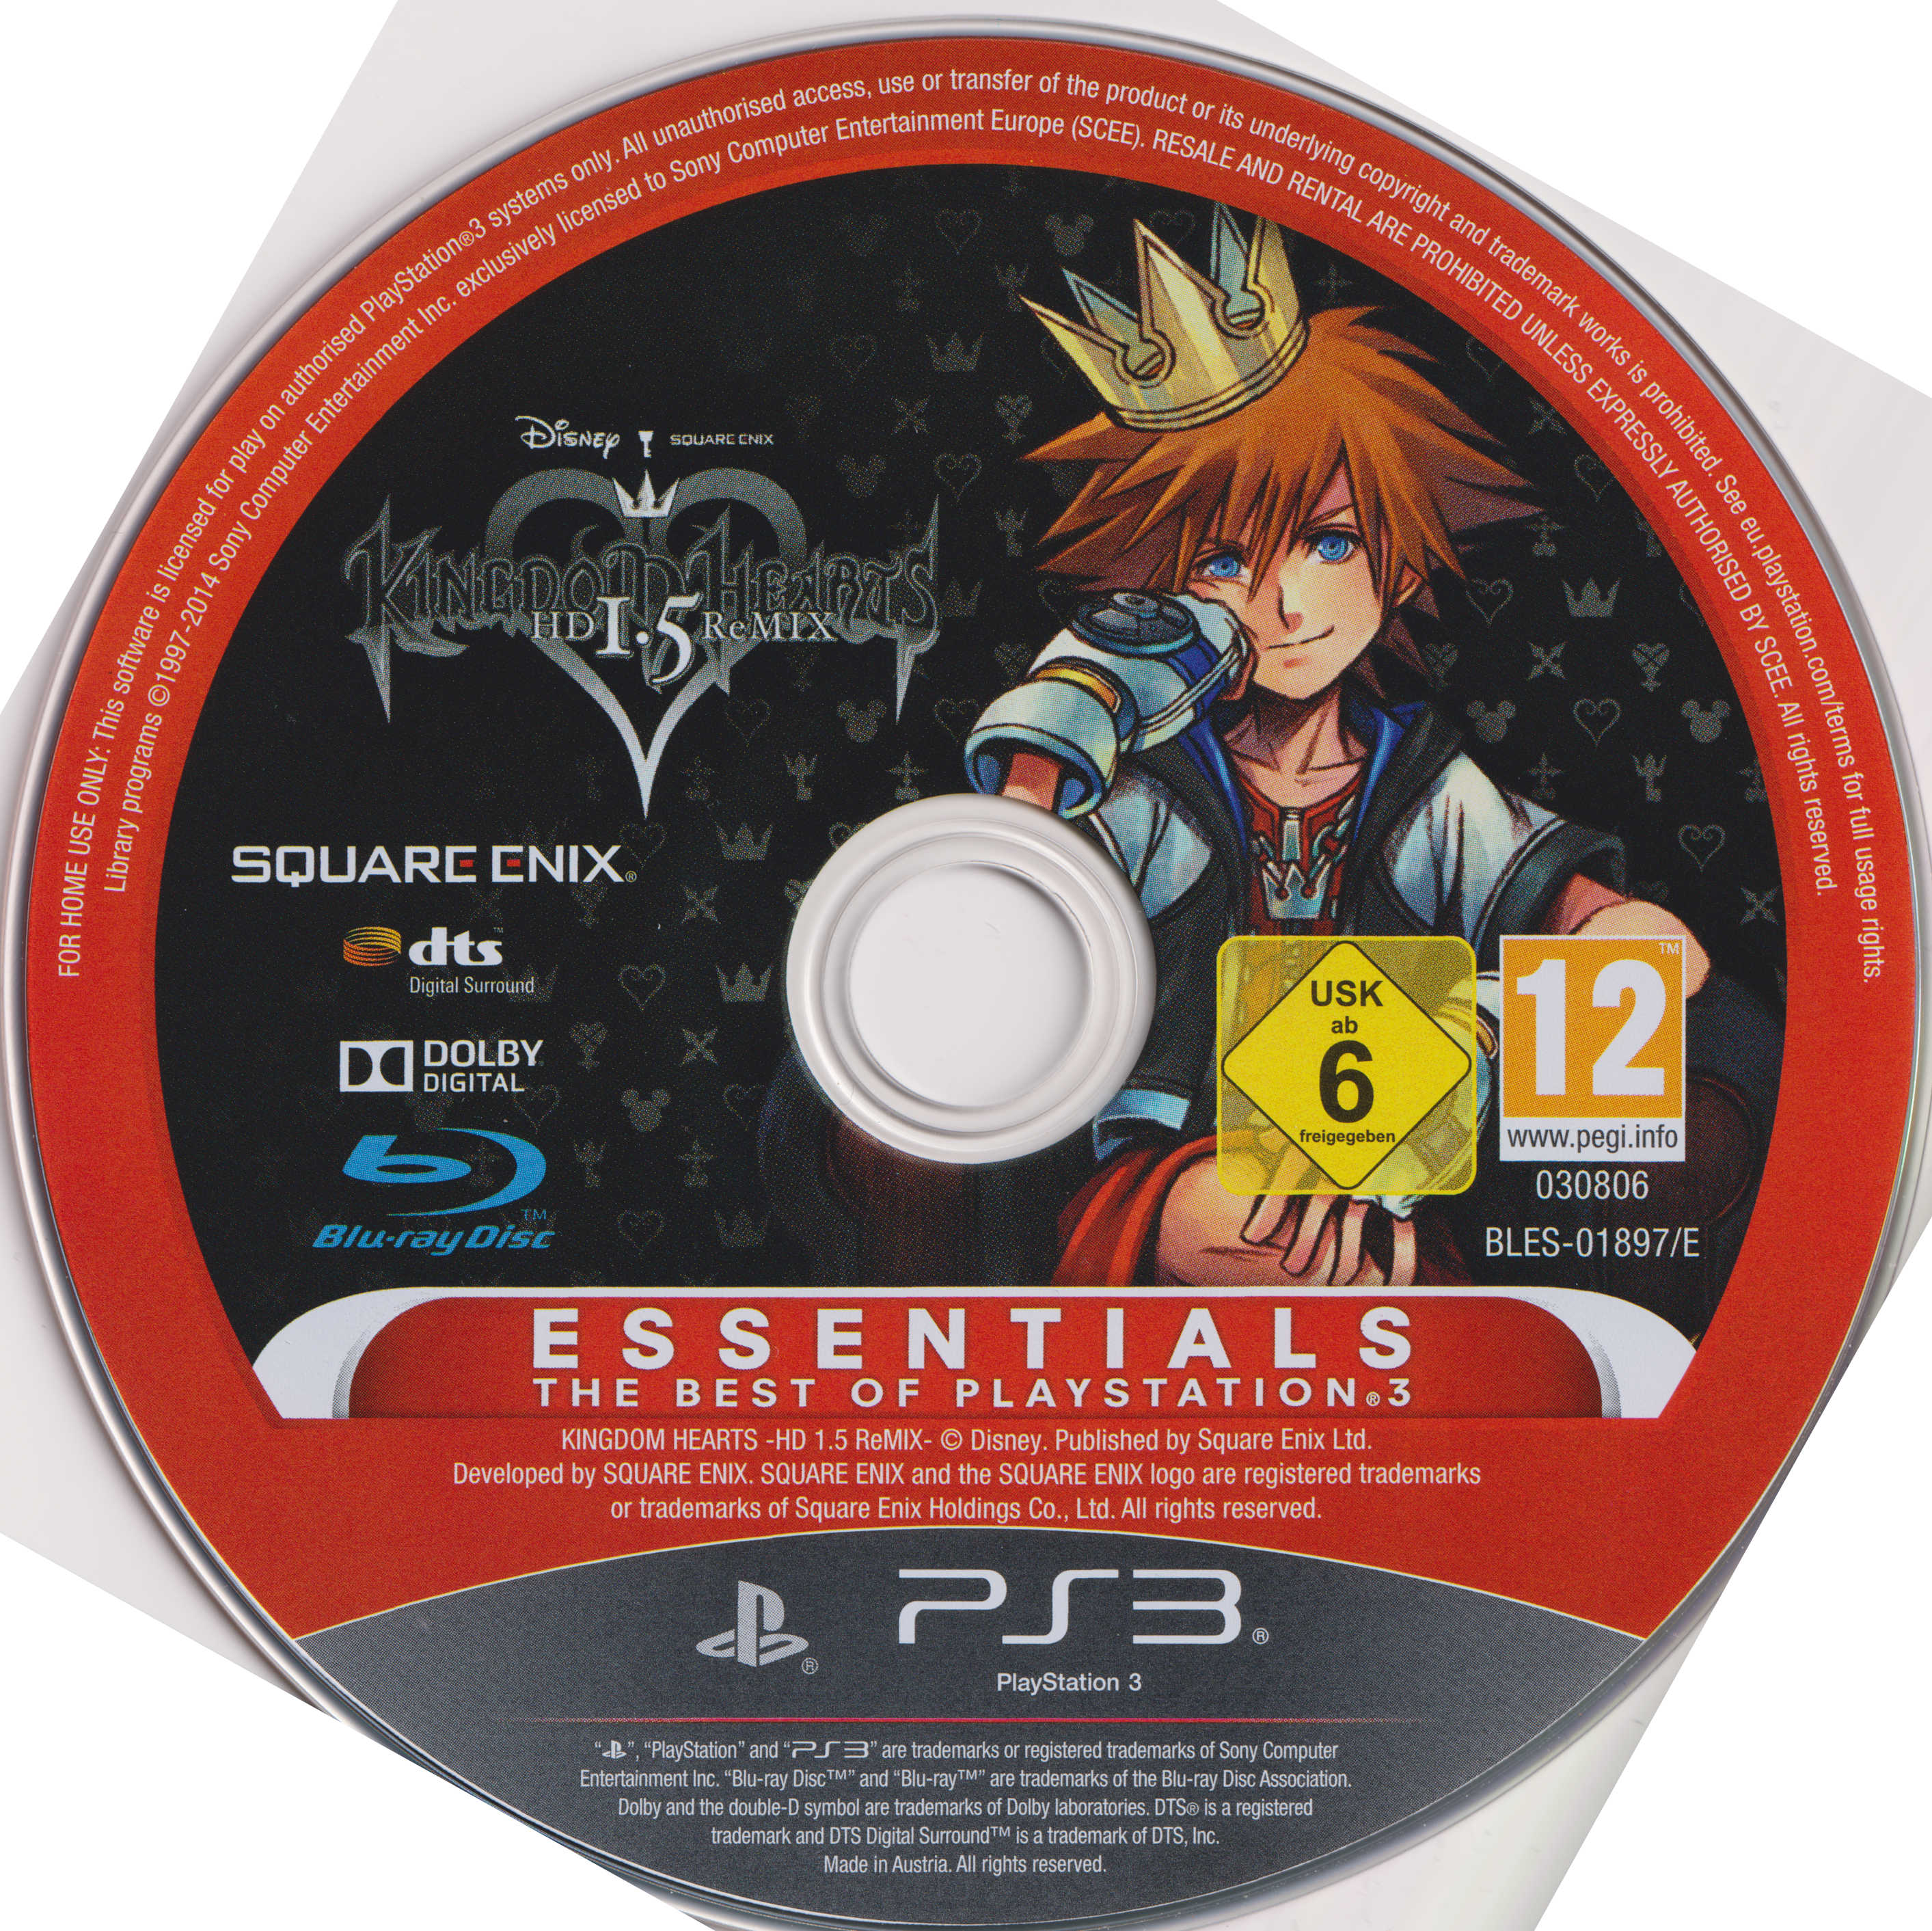 FOR HOME USE ONLY: This software is licensed for play on authorised PlayStation®3 systems only. All unauthorised access, use or transfer of the product or its underlying copyright and trademark works is prohibited. See eu.playstation.com/terms for full usage rights.
Library programs ©1997-2014 Sony Computer Entertainment Inc. exclusively licensed to Sony Computer Entertainment Europe (SCEE). RESALE AND RENTAL ARE PROHIBITED UNLESS EXPRESSLY AUTHORISED BY SCEE. All rights reserved.
Disney SQUARE ENIX
KINGDOM HEARTS
HD 1.5 ReMIX
SQUARE ENIX®
dts™
Digital Surround
DOLBY
DIGITAL
Blu-ray Disc™
USK
ab
6
freigegeben
12™
www.pegi.info
030806
BLES-01897/E
ESSENTIALS
THE BEST OF PLAYSTATION®3
KINGDOM HEARTS -HD 1.5 ReMIX- © Disney. Published by Square Enix Ltd.
Developed by SQUARE ENIX. SQUARE ENIX and the SQUARE ENIX logo are registered trademarks
or trademarks of Square Enix Holdings Co., Ltd. All rights reserved.
PS3®
PlayStation 3
“ ”, “PlayStation” and “PS3” are trademarks or registered trademarks of Sony Computer
Entertainment Inc. “Blu-ray Disc™” and “Blu-ray™” are trademarks of the Blu-ray Disc Association.
Dolby and the double-D symbol are trademarks of Dolby laboratories. DTS® is a registered
trademark and DTS Digital Surround™ is a trademark of DTS, Inc.
Made in Austria. All rights reserved.